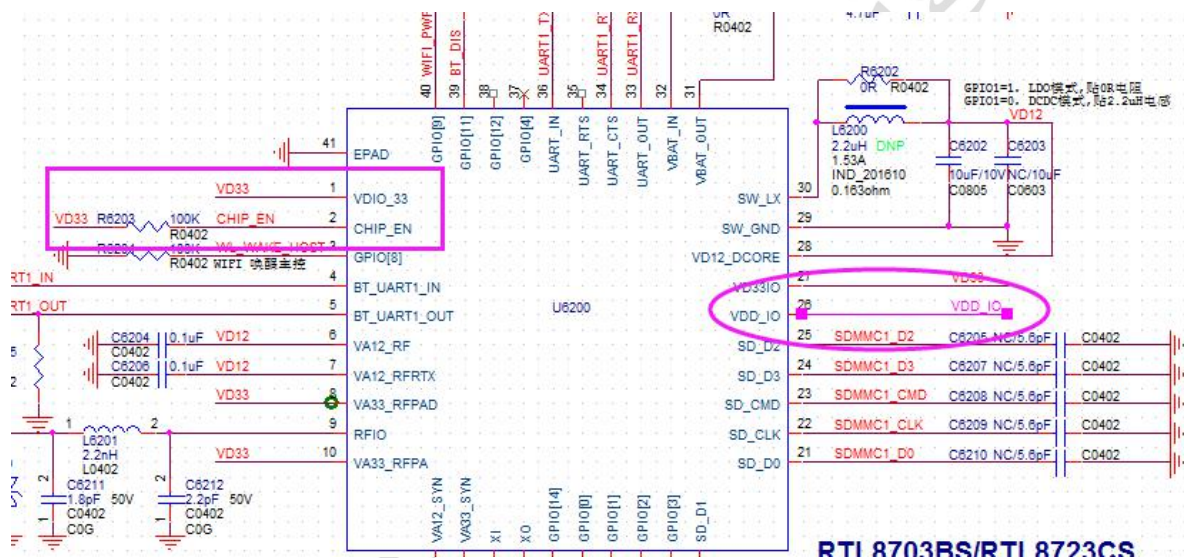 0R
R0402
4.7uF
WIFI_PWR
BT_DIS
UART1_TX
UART1_RX
R6202
0R R0402
GPIO1=1. LDO模式,贴0R电阻
GPIO1=0. DCDC模式,贴2.2uH电感
VD12
40
39
38
37
36
35
34
33
32
31
GPIO[9]
GPIO[11]
GPIO[12]
GPIO[4]
UART_IN
UART_RTS
UART_CTS
UART_OUT
VBAT_IN
VBAT_OUT
L6200
2.2uH DNP
1.53A
IND_201610
0.163ohm
C6202
10uF/10V
C0805
C6203
NC/10uF
C0603
41
EPAD
VD33
1
VDIO_33
VD33 R6203 100K CHIP_EN
R0402
2
CHIP_EN
100K WL_WAKE_HOST
R0402 WIFI 唤醒主控
3
GPIO[8]
RT1_IN
4
BT_UART1_IN
RT1_OUT
5
BT_UART1_OUT
U6200
30
SW_LX
29
SW_GND
28
VD12_DCORE
27
VD33IO
VD33
26
VDD_IO
VDD_IO
C6204 0.1uF VD12
C0402
6
VA12_RF
C6206 0.1uF VD12
C0402
7
VA12_RFRTX
VD33
8
VA33_RFPAD
9
RFIO
VD33
10
VA33_RFPA
SD_D2 25 SDMMC1_D2 C6205 NC/5.6pF C0402
SD_D3 24 SDMMC1_D3 C6207 NC/5.6pF C0402
SD_CMD 23 SDMMC1_CMD C6208 NC/5.6pF C0402
SD_CLK 22 SDMMC1_CLK C6209 NC/5.6pF C0402
SD_D0 21 SDMMC1_D0 C6210 NC/5.6pF C0402
1
2
L6201
2.2nH
L0402
C6211
1.8pF 50V
C0402
C0G
C6212
2.2pF 50V
C0402
C0G
VA12_SYN
VA33_SYN
XI
XO
GPIO[14]
GPIO[0]
GPIO[1]
GPIO[2]
GPIO[3]
SD_D1
RTL8703BS/RTL8723CS